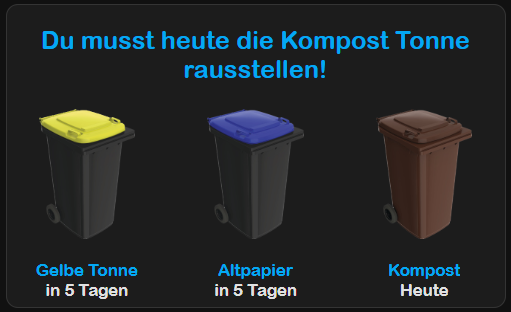 Du musst heute die Kompost Tonne
rausstellen!
Gelbe Tonne
in 5 Tagen
Altpapier
in 5 Tagen
Kompost
Heute